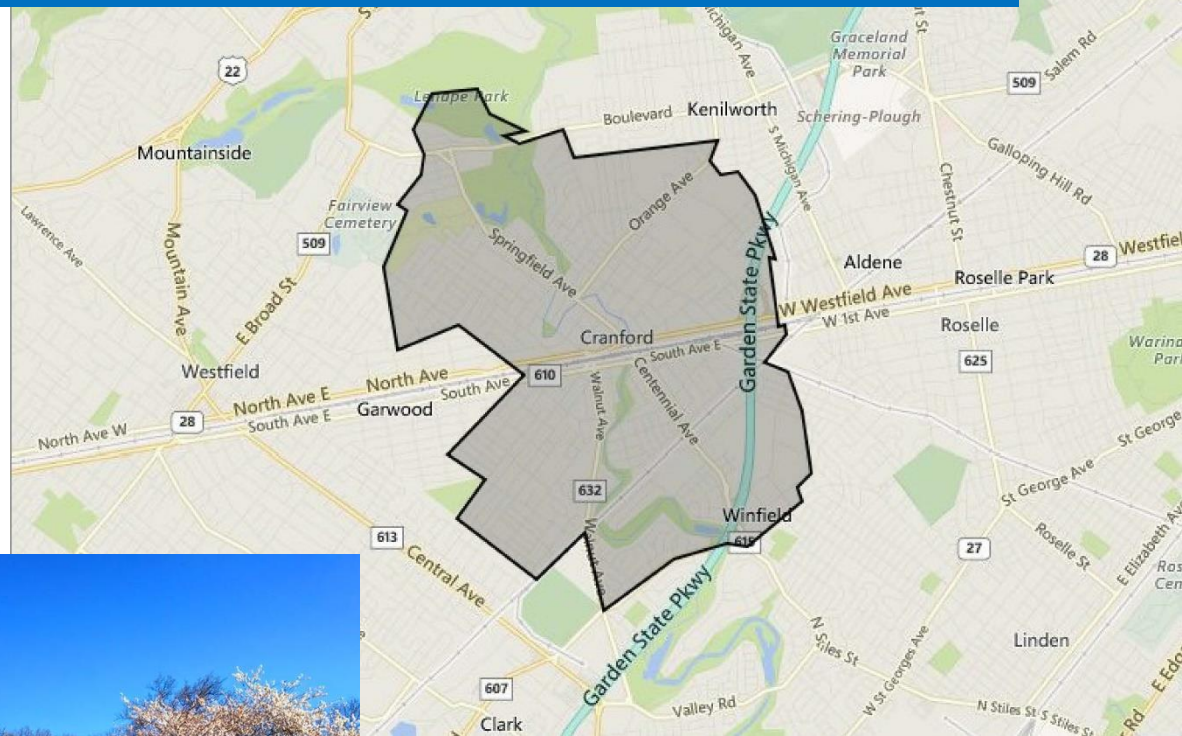 Graceland
Memorial
Park
22
509
Salem Rd
Lenape Park
Boulevard
Kenilworth
Schering-Plough
Michigan Ave
S Michigan Ave
Mountainside
Galloping Hill Rd
Chestnut St
Fairview
Cemetery
Orange Ave
Lawrence Ave
Mountain Ave
509
E Broad St
Springfield Ave
Garden State Pkwy
28
Aldene
Roselle Park
W Westfield Ave
W 1st Ave
Roselle
Cranford
South Ave E
625
Westfield
North Ave
610
South Ave
North Ave E
Garwood
28
South Ave E
North Ave W
Walnut Ave
Centennial Ave
St George Ave
632
Winfield
615
613
Central Ave
Walnut Ave
27
Roselle St
E Elizabeth Ave
Garden State Pkwy
N Stiles St
Linden
607
Clark
Valley Rd
W St Georges Ave
N Stiles St
S Stiles St